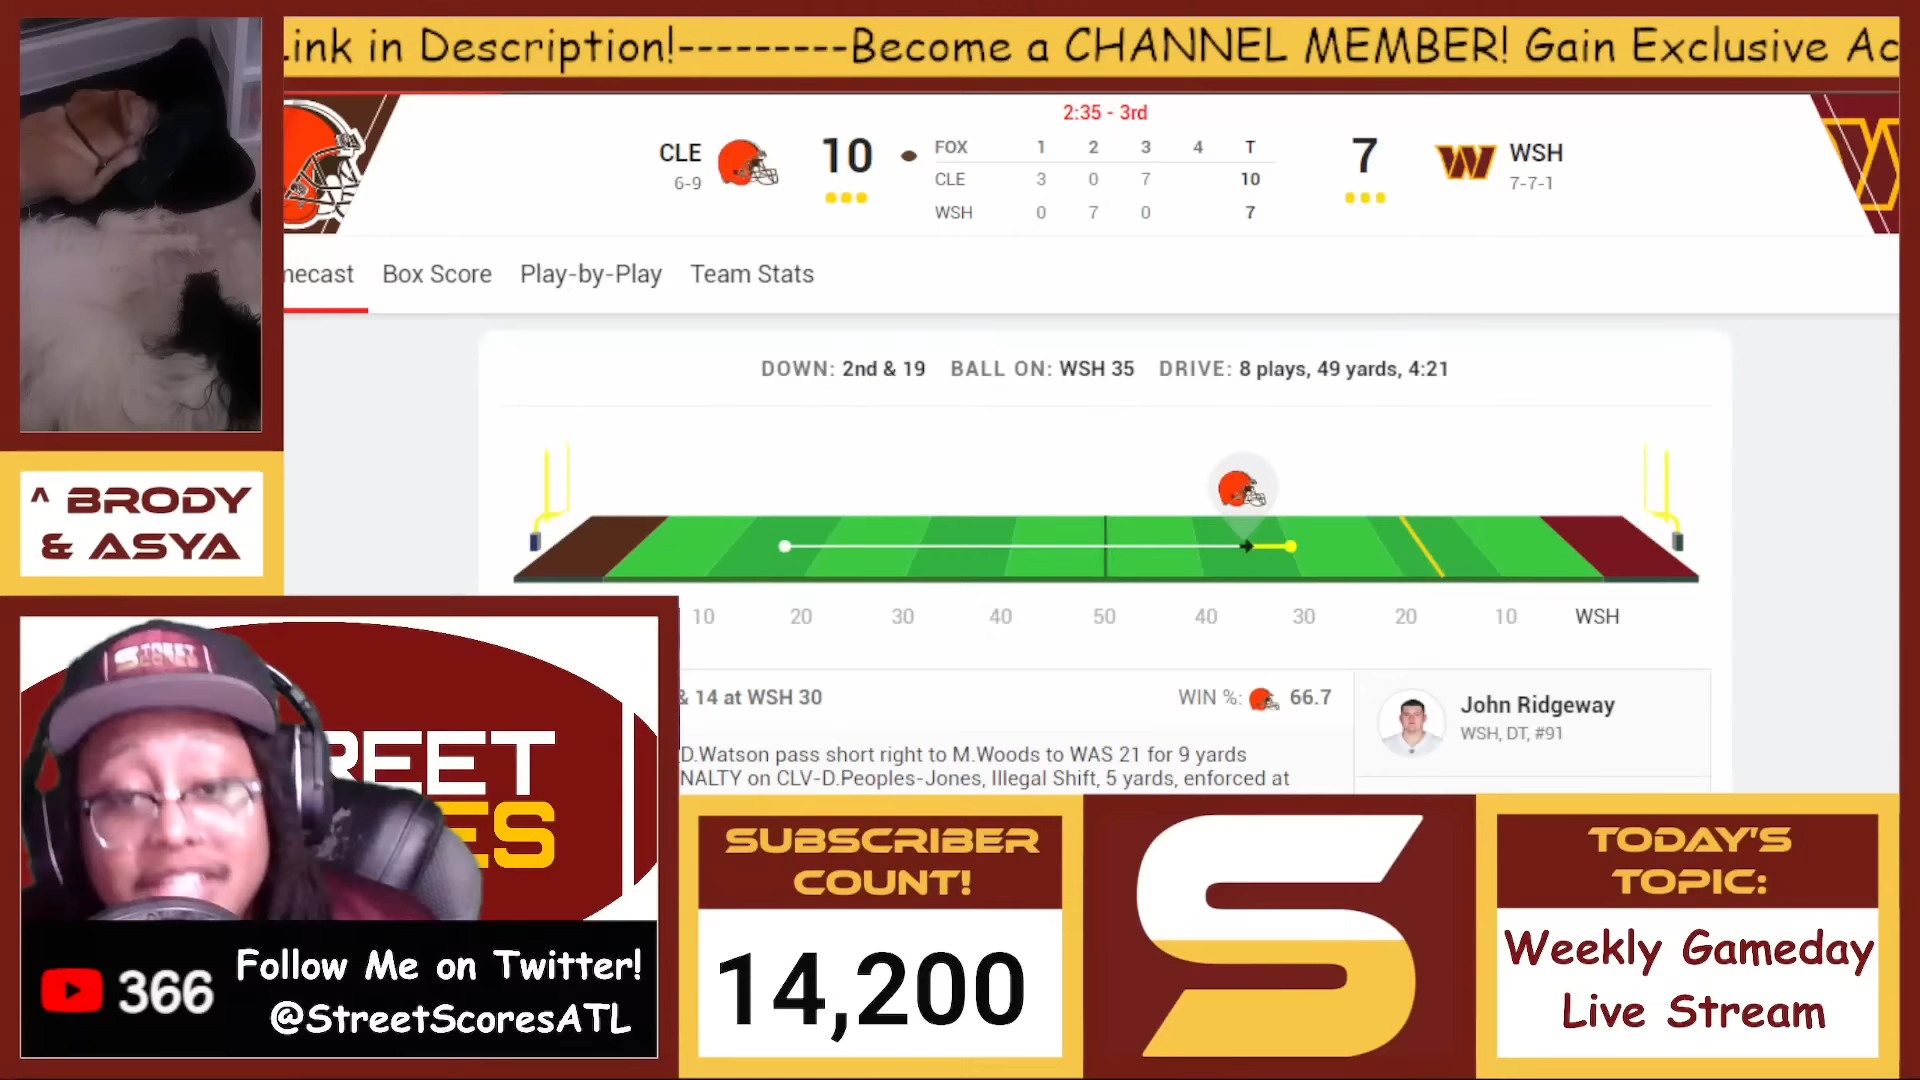 Link in Description!---------Become a CHANNEL MEMBER! Gain Exclusive Ac
2:35 - 3rd
CLE
6-9
10
FOX 1 2 3 4 T
CLE 3 0 7 10
WSH 0 7 0 7
7
WSH
7-7-1
necast Box Score Play-by-Play Team Stats
DOWN: 2nd & 19 BALL ON: WSH 35 DRIVE: 8 plays, 49 yards, 4:21
10 20 30 40 50 40 30 20 10 WSH
& 14 at WSH 30
WIN %: 66.7
D.Watson pass short right to M.Woods to WAS 21 for 9 yards
NALTY on CLV-D.Peoples-Jones, Illegal Shift, 5 yards, enforced at
John Ridgeway
WSH, DT, #91
^ BRODY
& ASYA
REET
ES
366
Follow Me on Twitter!
@StreetScoresATL
SUBSCRIBER
COUNT!
14,200
S
TODAY'S
TOPIC:
Weekly Gameday
Live Stream